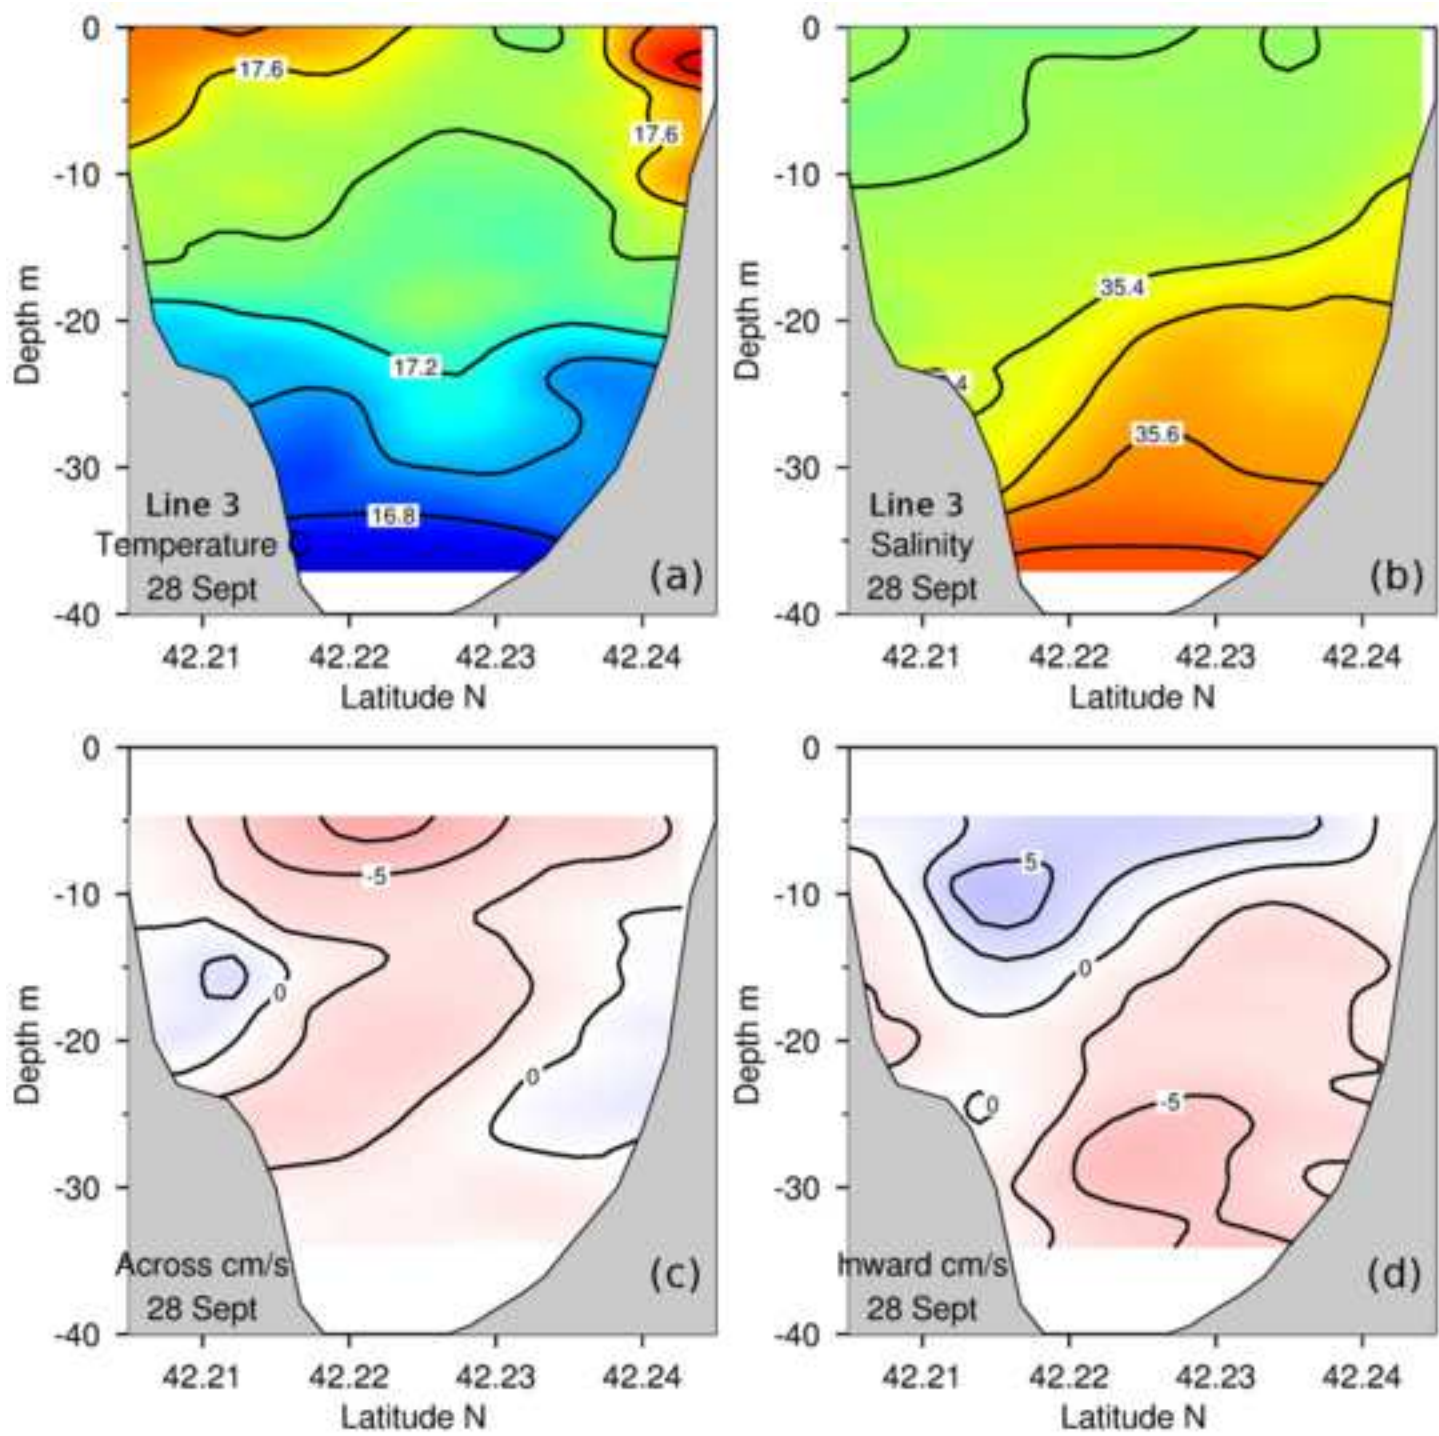 0
-10
-20
-30
-40
Depth m
17.6
17.6
17.2
16.8
Line 3
Temperature C
28 Sept
(a)
42.21 42.22 42.23 42.24
Latitude N
0
-10
-20
-30
-40
Depth m
35.4
.4
35.6
Line 3
Salinity
28 Sept
(b)
42.21 42.22 42.23 42.24
Latitude N
0
-10
-20
-30
-40
Depth m
-5
0
0
Across cm/s
28 Sept
(c)
42.21 42.22 42.23 42.24
Latitude N
0
-10
-20
-30
-40
Depth m
5
0
0
-5
Inward cm/s
28 Sept
(d)
42.21 42.22 42.23 42.24
Latitude N